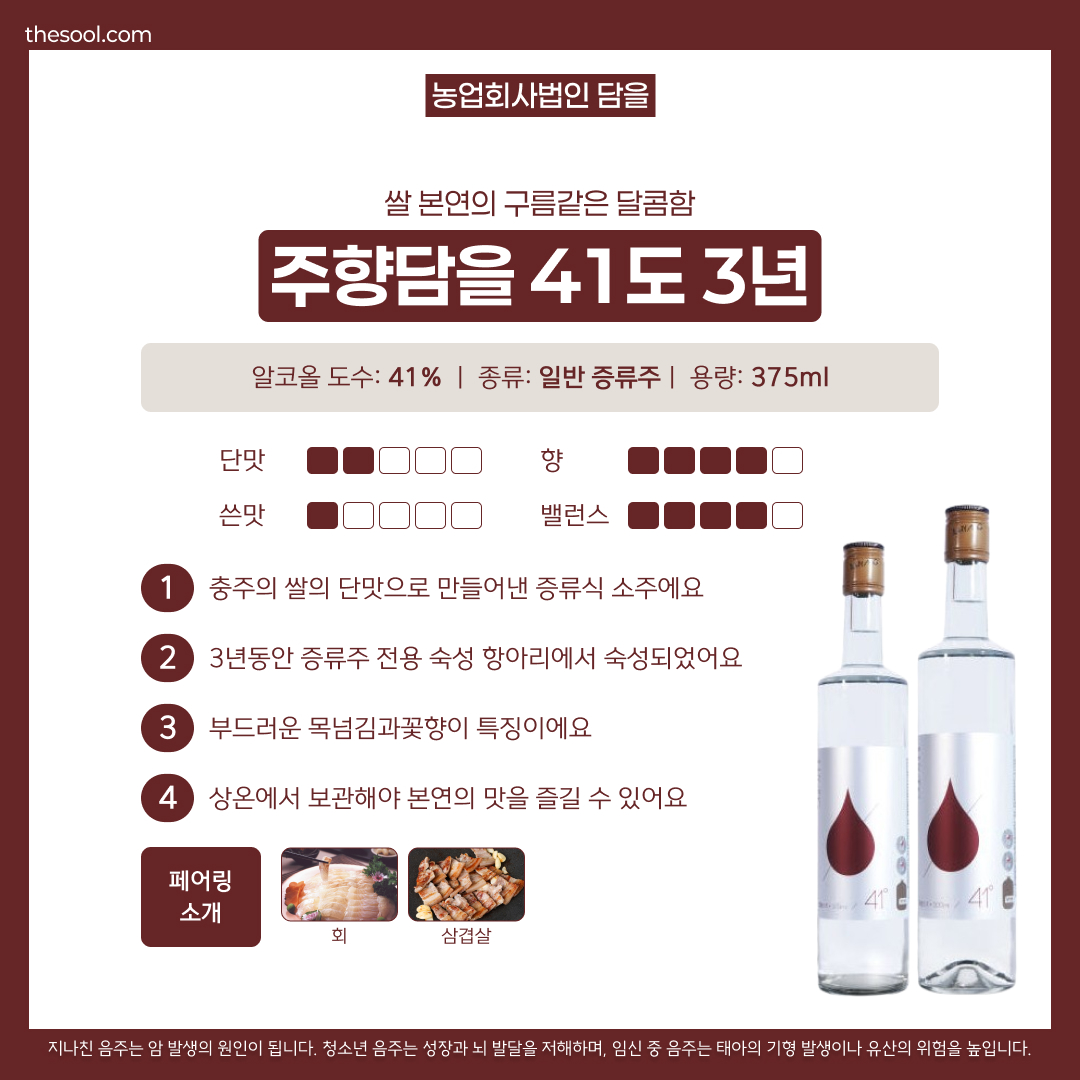 thesool.com
농업회사법인 담을
쌀 본연의 구름같은 달콤함
주향담을 41도 3년
알코올 도수: 41% | 종류: 일반 증류주 | 용량: 375ml
단맛
향
쓴맛
밸런스
1 충주의 쌀의 단맛으로 만들어낸 증류식 소주에요
2 3년동안 증류주 전용 숙성 항아리에서 숙성되었어요
3 부드러운 목넘김과꽃향이 특징이에요
4 상온에서 보관해야 본연의 맛을 즐길 수 있어요
페어링
소개
회
삼겹살
41°
41°
지나친 음주는 암 발생의 원인이 됩니다. 청소년 음주는 성장과 뇌 발달을 저해하며, 임신 중 음주는 태아의 기형 발생이나 유산의 위험을 높입니다.